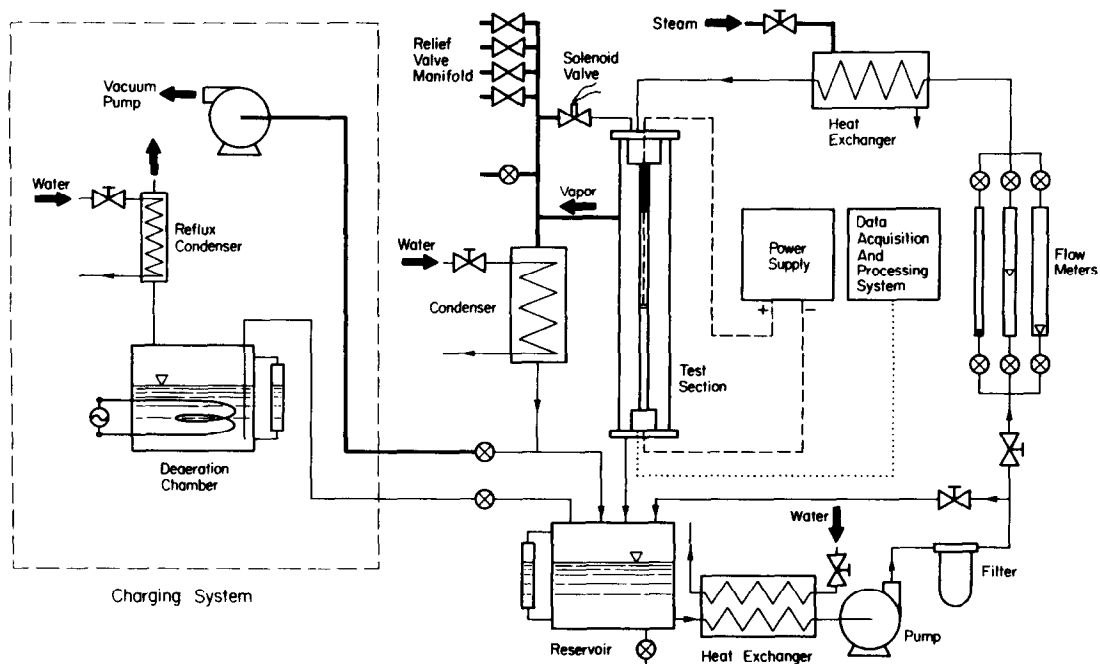 Steam
Relief
Valve
Manifold
Solenoid
Valve
Vacuum
Pump
Heat
Exchanger
Water
Vapor
Reflux
Condenser
Water
Power
Supply
+ −
Data
Acquisition
And
Processing
System
Flow
Meters
Condenser
Test
Section
Deaeration
Chamber
Water
Filter
Charging System
Reservoir
Heat Exchanger
Pump